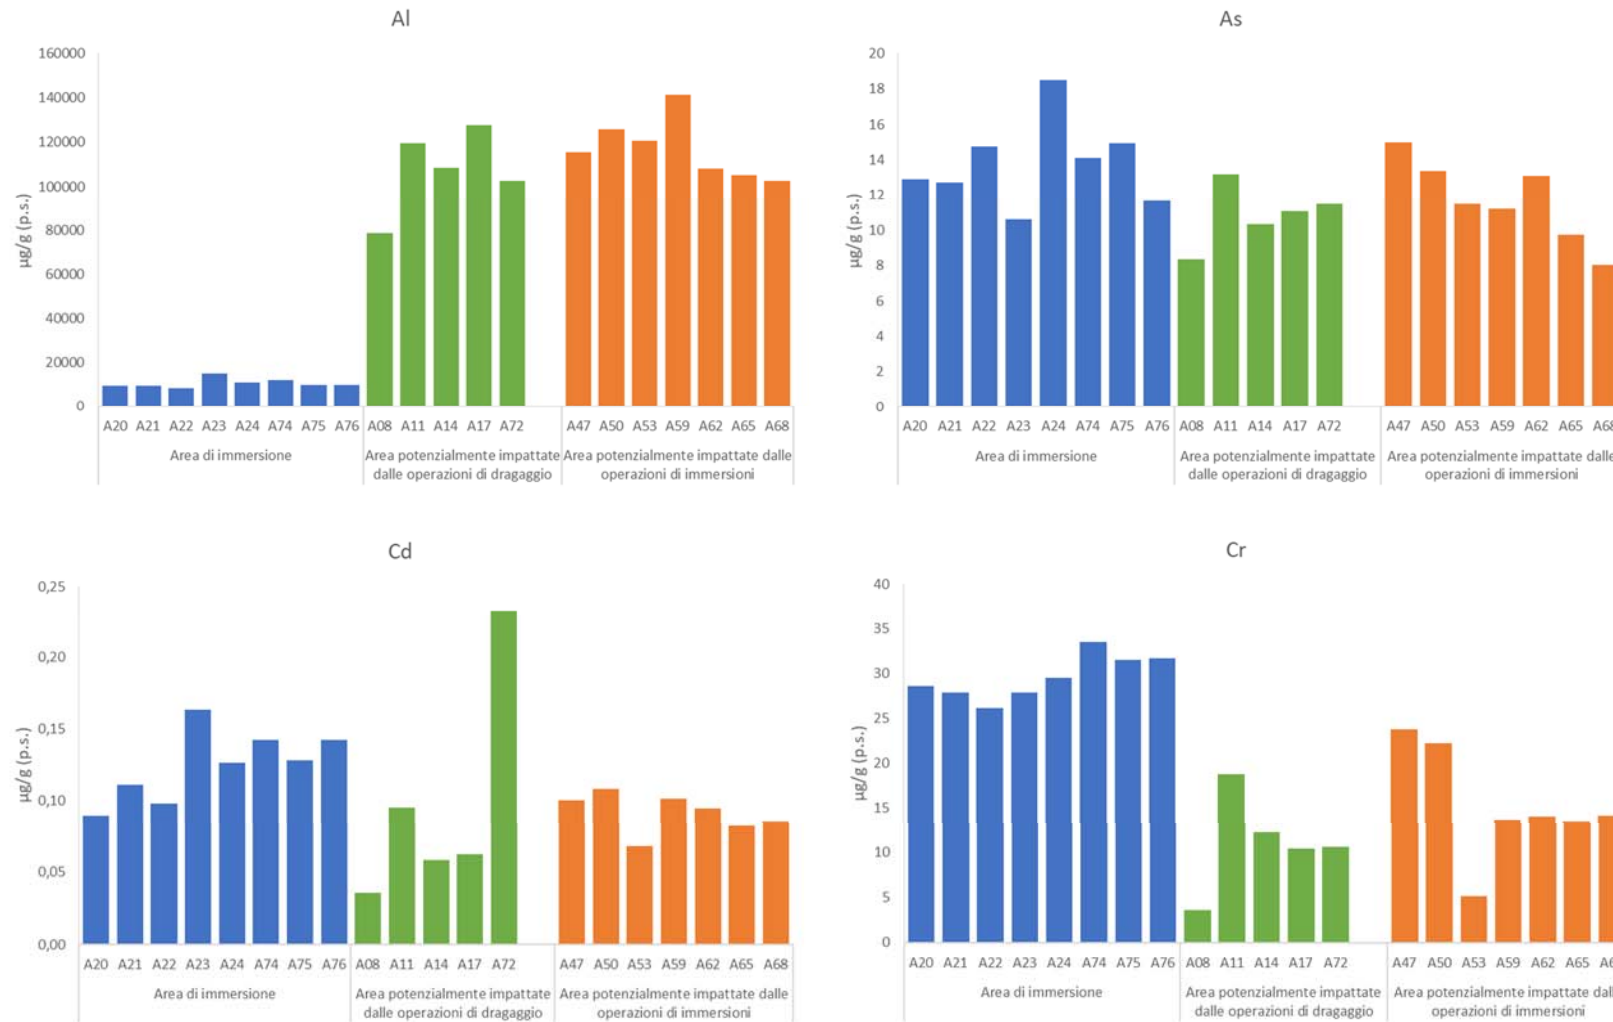 Al
160000
140000
120000
100000
80000
60000
40000
20000
0
µg/g (p.s.)
A20 A21 A22 A23 A24 A74 A75 A76 A08 A11 A14 A17 A72 A47 A50 A53 A59 A62 A65 A68
Area di immersione
Area potenzialmente impattate
dalle operazioni di dragaggio
Area potenzialmente impattate dalle
operazioni di immersioni
As
20
18
16
14
12
10
8
6
4
2
0
µg/g (p.s.)
A20 A21 A22 A23 A24 A74 A75 A76 A08 A11 A14 A17 A72 A47 A50 A53 A59 A62 A65 A68
Area di immersione
Area potenzialmente impattate
dalle operazioni di dragaggio
Area potenzialmente impattate dalle
operazioni di immersioni
Cd
0,25
0,20
0,15
0,10
0,05
0,00
µg/g (p.s.)
A20 A21 A22 A23 A24 A74 A75 A76 A08 A11 A14 A17 A72 A47 A50 A53 A59 A62 A65 A68
Area di immersione
Area potenzialmente impattate
dalle operazioni di dragaggio
Area potenzialmente impattate dalle
operazioni di immersioni
Cr
40
35
30
25
20
15
10
5
0
µg/g (p.s.)
A20 A21 A22 A23 A24 A74 A75 A76 A08 A11 A14 A17 A72 A47 A50 A53 A59 A62 A65
Area di immersione
Area potenzialmente impattate
dalle operazioni di dragaggio
Area potenzialmente impattate dall
operazioni di immersioni